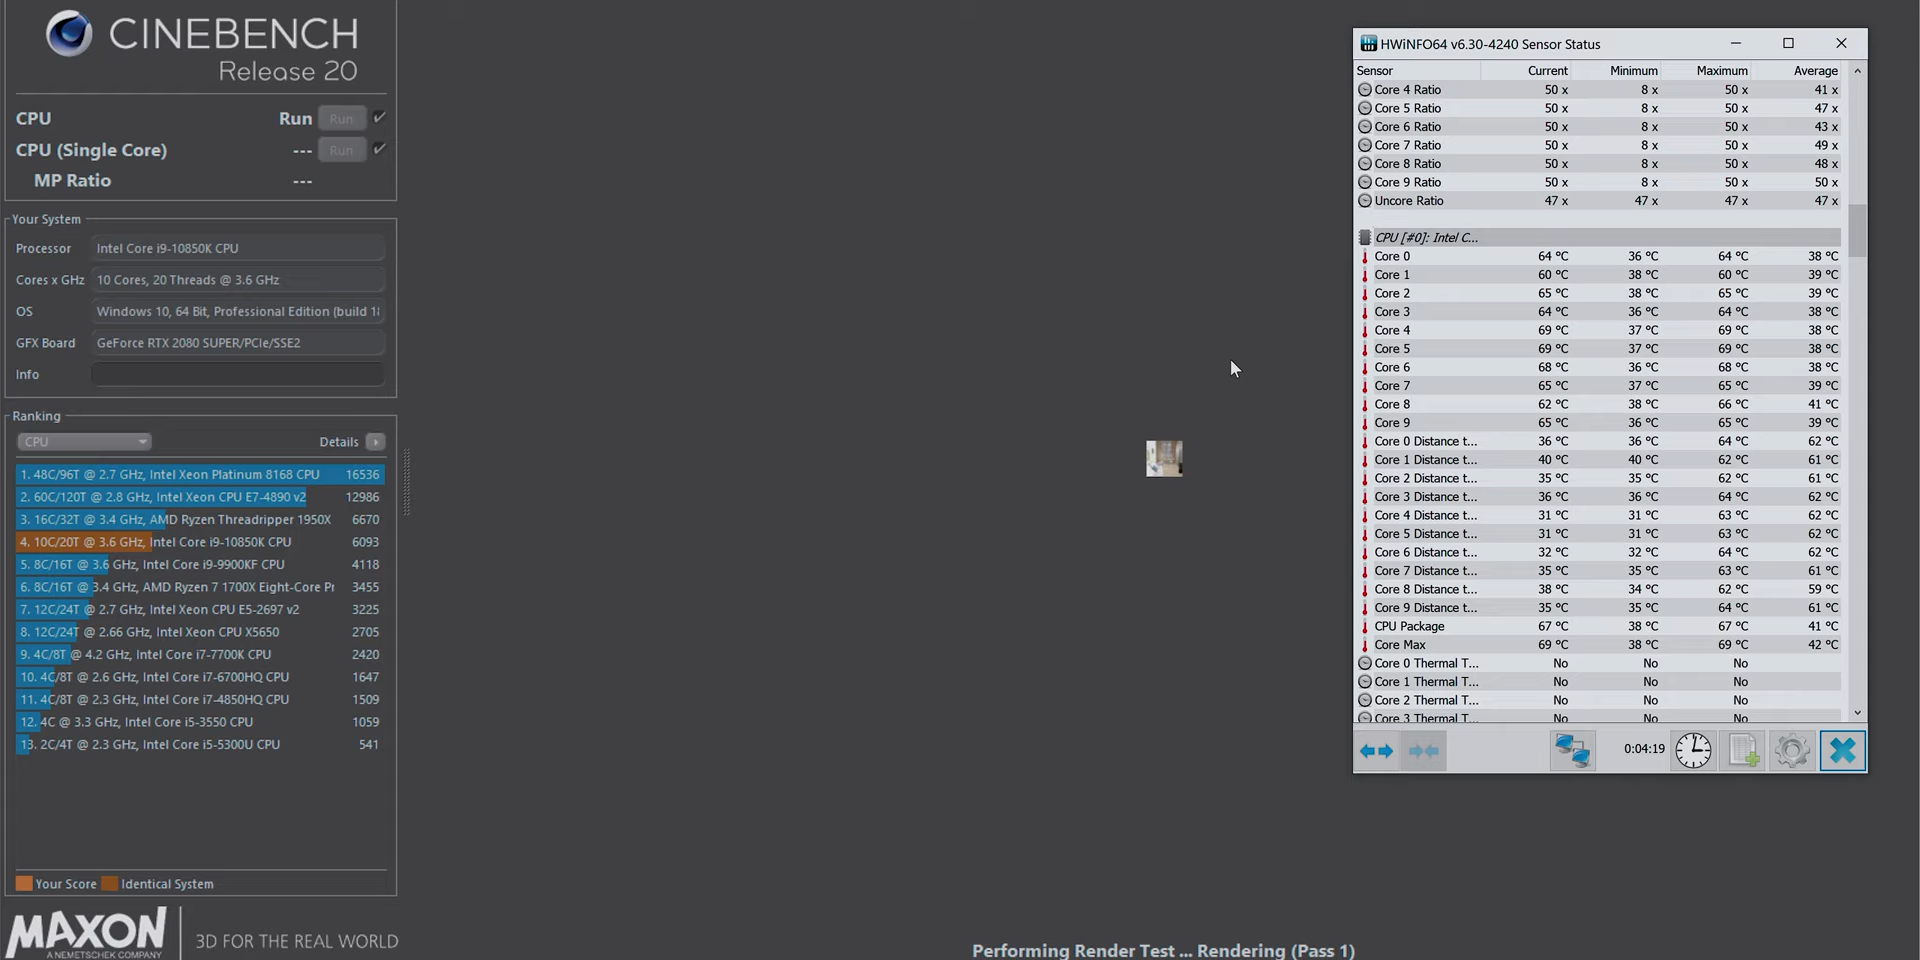 CINEBENCH
Release 20
CPU Run Run
CPU (Single Core) --- Run
MP Ratio ---
Your System
Processor Intel Core i9-10850K CPU
Cores x GHz 10 Cores, 20 Threads @ 3.6 GHz
OS Windows 10, 64 Bit, Professional Edition (build 18
GFX Board GeForce RTX 2080 SUPER/PCIe/SSE2
Info
Ranking
CPU Details
1. 48C/96T @ 2.7 GHz, Intel Xeon Platinum 8168 CPU 16536
2. 60C/120T @ 2.8 GHz, Intel Xeon CPU E7-4890 v2 12986
3. 16C/32T @ 3.4 GHz, AMD Ryzen Threadripper 1950X 6670
4. 10C/20T @ 3.6 GHz, Intel Core i9-10850K CPU 6093
5. 8C/16T @ 3.6 GHz, Intel Core i9-9900KF CPU 4118
6. 8C/16T @ 3.4 GHz, AMD Ryzen 7 1700X Eight-Core Pr 3455
7. 12C/24T @ 2.7 GHz, Intel Xeon CPU E5-2697 v2 3225
8. 12C/24T @ 2.66 GHz, Intel Xeon CPU X5650 2705
9. 4C/8T @ 4.2 GHz, Intel Core i7-7700K CPU 2420
10. 4C/8T @ 2.6 GHz, Intel Core i7-6700HQ CPU 1647
11. 4C/8T @ 2.3 GHz, Intel Core i7-4850HQ CPU 1509
12. 4C @ 3.3 GHz, Intel Core i5-3550 CPU 1059
13. 2C/4T @ 2.3 GHz, Intel Core i5-5300U CPU 541
Your Score Identical System
MAXON
A NEMETSCHEK COMPANY
3D FOR THE REAL WORLD
Performing Render Test ... Rendering (Pass 1)
HWiNFO64 v6.30-4240 Sensor Status
Sensor Current Minimum Maximum Average
Core 4 Ratio 50 x 8 x 50 x 41 x
Core 5 Ratio 50 x 8 x 50 x 47 x
Core 6 Ratio 50 x 8 x 50 x 43 x
Core 7 Ratio 50 x 8 x 50 x 49 x
Core 8 Ratio 50 x 8 x 50 x 48 x
Core 9 Ratio 50 x 8 x 50 x 50 x
Uncore Ratio 47 x 47 x 47 x 47 x
CPU [#0]: Intel C...
Core 0 64 °C 36 °C 64 °C 38 °C
Core 1 60 °C 38 °C 60 °C 39 °C
Core 2 65 °C 38 °C 65 °C 39 °C
Core 3 64 °C 36 °C 64 °C 38 °C
Core 4 69 °C 37 °C 69 °C 38 °C
Core 5 69 °C 37 °C 69 °C 38 °C
Core 6 68 °C 36 °C 68 °C 38 °C
Core 7 65 °C 37 °C 65 °C 39 °C
Core 8 62 °C 38 °C 66 °C 41 °C
Core 9 65 °C 36 °C 65 °C 39 °C
Core 0 Distance t... 36 °C 36 °C 64 °C 62 °C
Core 1 Distance t... 40 °C 40 °C 62 °C 61 °C
Core 2 Distance t... 35 °C 35 °C 62 °C 61 °C
Core 3 Distance t... 36 °C 36 °C 64 °C 62 °C
Core 4 Distance t... 31 °C 31 °C 63 °C 62 °C
Core 5 Distance t... 31 °C 31 °C 63 °C 62 °C
Core 6 Distance t... 32 °C 32 °C 64 °C 62 °C
Core 7 Distance t... 35 °C 35 °C 63 °C 61 °C
Core 8 Distance t... 38 °C 34 °C 62 °C 59 °C
Core 9 Distance t... 35 °C 35 °C 64 °C 61 °C
CPU Package 67 °C 38 °C 67 °C 41 °C
Core Max 69 °C 38 °C 69 °C 42 °C
Core 0 Thermal T... No No No
Core 1 Thermal T... No No No
Core 2 Thermal T... No No No
Core 3 Thermal T... No No No
0:04:19